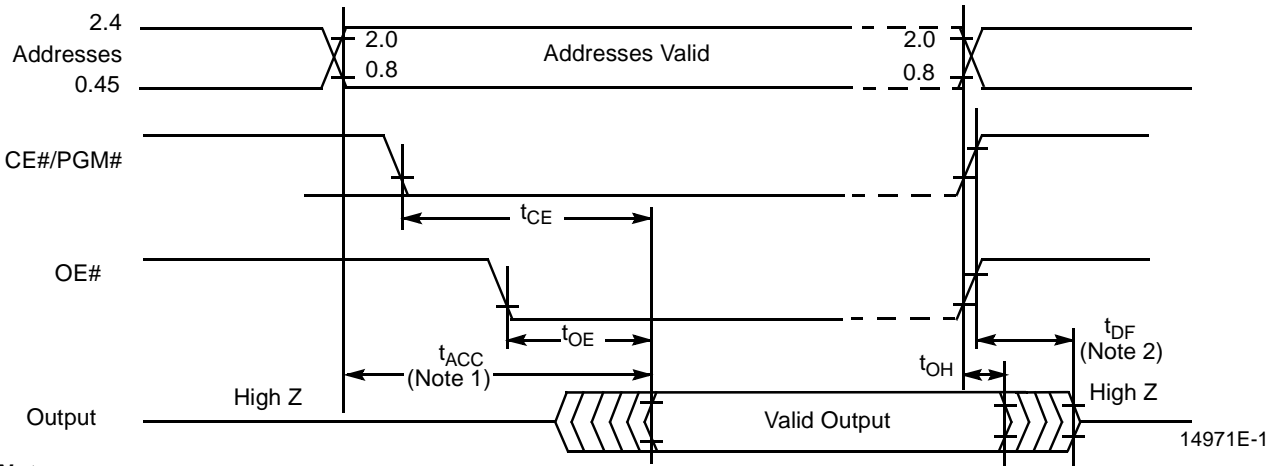 2.4
Addresses
0.45
2.0
0.8
Addresses Valid
2.0
0.8
CE#/PGM#
tCE
OE#
tOE
tACC
(Note 1)
tOH
tDF
(Note 2)
Output
High Z
Valid Output
High Z
14971E-1